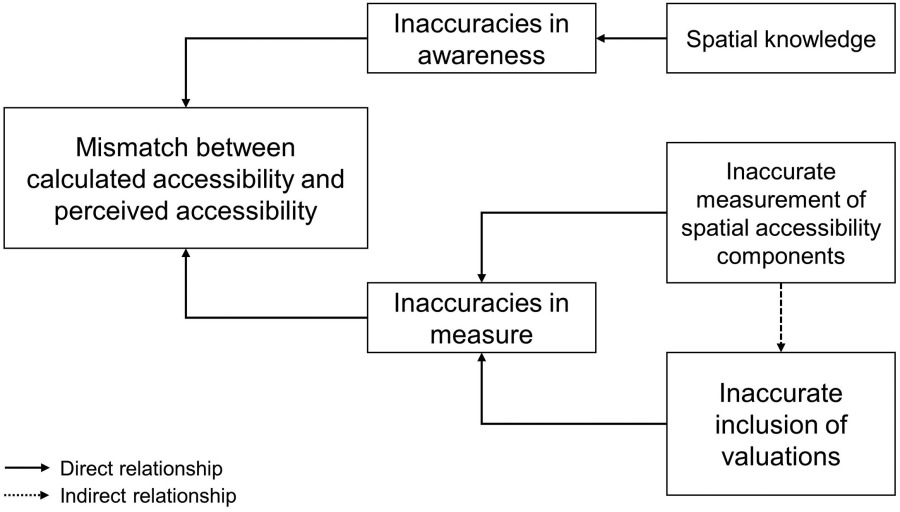 Inaccuracies in
awareness
Spatial knowledge
Mismatch between
calculated accessibility and
perceived accessibility
Inaccurate
measurement of
spatial accessibility
components
Inaccuracies in
measure
Inaccurate
inclusion of
valuations
Direct relationship
Indirect relationship